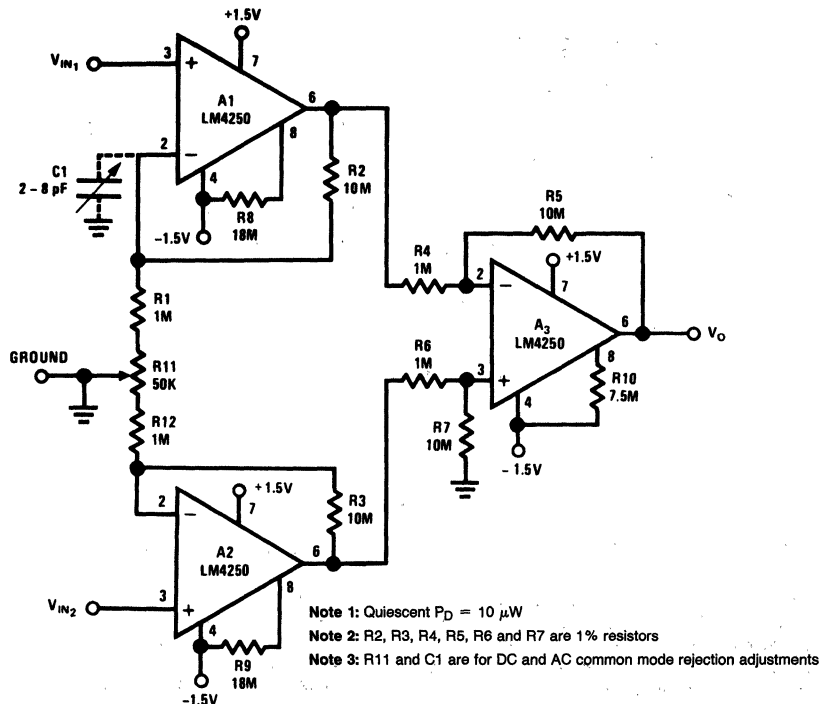 +1.5V
VIN1
3
+
7
A1
LM4250
6
8
2
−
4
C1
2 – 8 pF
R2
10M
R8
18M
−1.5V
R5
10M
R4
1M
+1.5V
2
−
7
R1
1M
A3
LM4250
6
VO
GROUND
R11
50K
R6
1M
8
3
+
4
R10
7.5M
R12
1M
R7
10M
− 1.5V
+1.5V
2
−
7
R3
10M
A2
LM4250
6
8
VIN2
3
+
4
R9
18M
−1.5V
Note 1: Quiescent PD = 10 μW
Note 2: R2, R3, R4, R5, R6 and R7 are 1% resistors
Note 3: R11 and C1 are for DC and AC common mode rejection adjustments